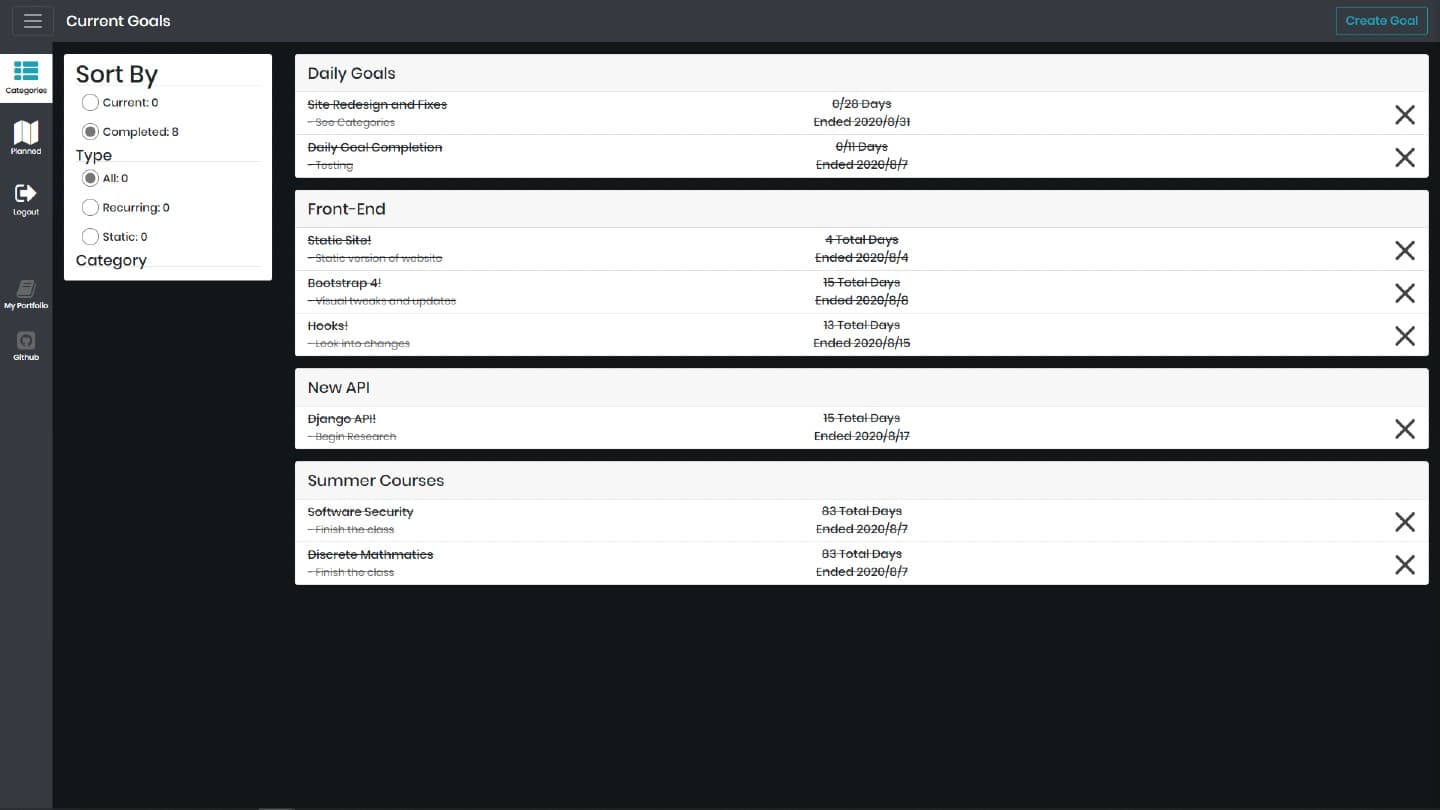 Current Goals
Create Goal
Categories
Planned
Logout
My Portfolio
Github
Sort By
Current: 0
Completed: 8
Type
All: 0
Recurring: 0
Static: 0
Category
Daily Goals
Site Redesign and Fixes
0/28 Days
- See Categories
Ended 2020/8/31
Daily Goal Completion
0/11 Days
- Testing
Ended 2020/8/7
Front-End
Static Site!
4 Total Days
- Static version of website
Ended 2020/8/4
Bootstrap 4!
15 Total Days
- Visual tweaks and updates
Ended 2020/8/8
Hooks!
13 Total Days
- Look into changes
Ended 2020/8/15
New API
Django API!
15 Total Days
- Begin Research
Ended 2020/8/17
Summer Courses
Software Security
83 Total Days
- Finish the class
Ended 2020/8/7
Discrete Mathmatics
83 Total Days
- Finish the class
Ended 2020/8/7